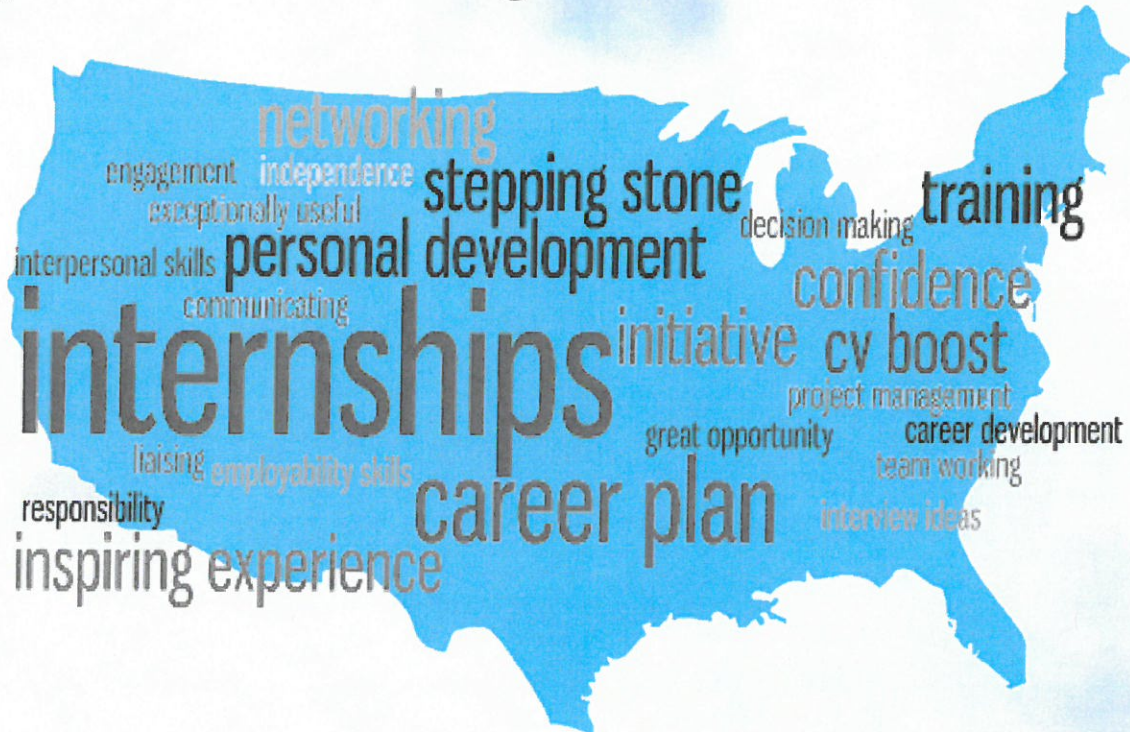 networking
engagement independence
stepping stone
training
exceptionally useful
decision making
interpersonal skills
personal development
confidence
communicating
internships
initiative
cv boost
project management
great opportunity
career development
liaising
employability skills
team working
career plan
responsibility
interview ideas
inspiring experience